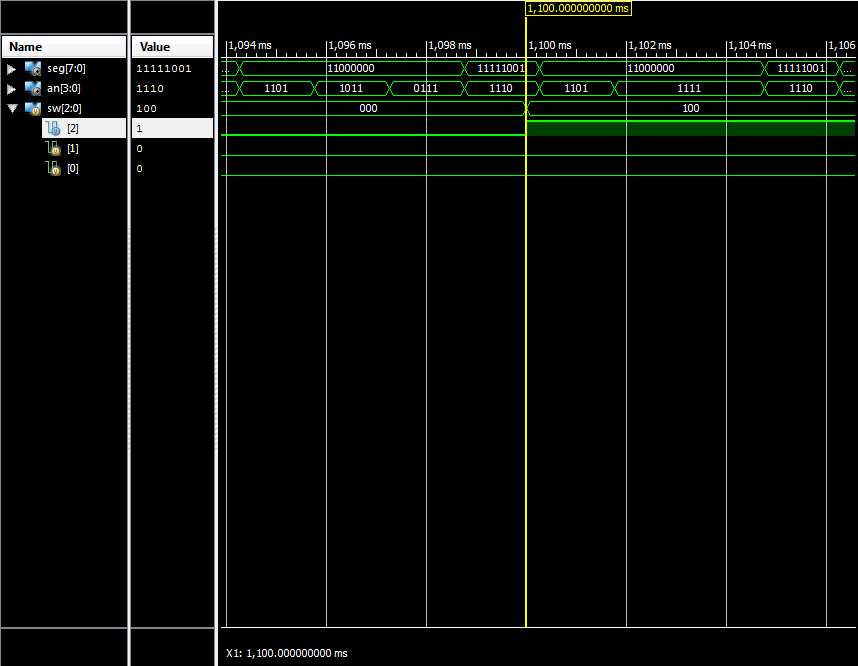 1,100.000000000 ms
Name Value 1,094 ms 1,096 ms 1,098 ms 1,100 ms 1,102 ms 1,104 ms 1,106
seg[7:0] 11111001 ... 11000000 11111001 11000000 11111001 ...
an[3:0] 1110 ... 1101 1011 0111 1110 1101 1111 1110 ...
sw[2:0] 100 000 100
[2] 1
[1] 0
[0] 0
X1: 1,100.000000000 ms